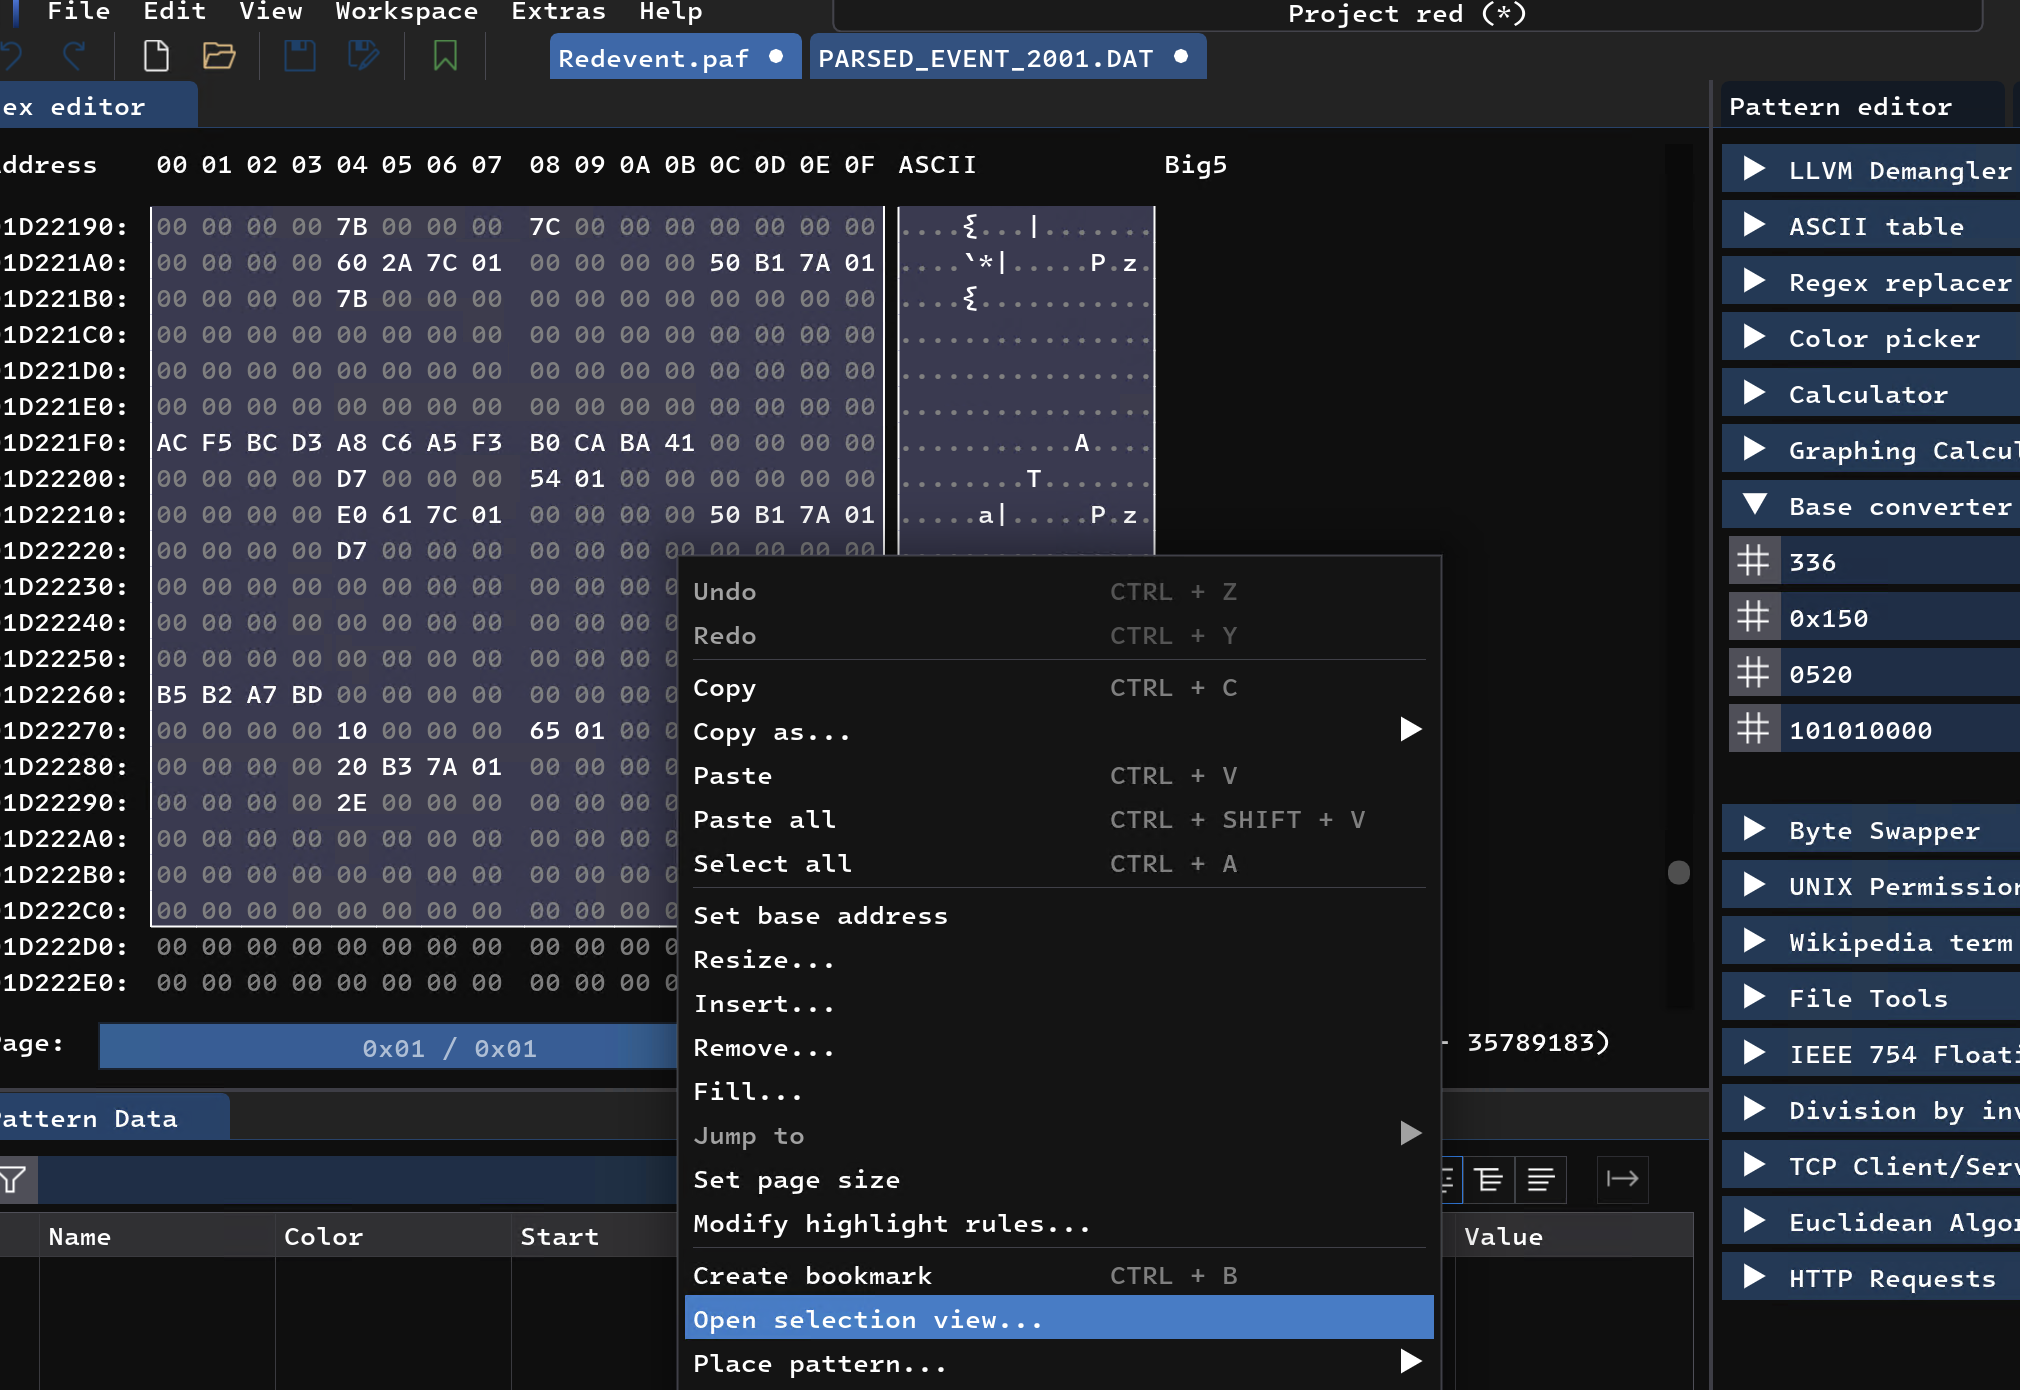 File Edit View Workspace Extras Help Project red (*)
Redevent.paf PARSED_EVENT_2001.DAT
ex editor
Pattern editor
ddress 00 01 02 03 04 05 06 07 08 09 0A 0B 0C 0D 0E 0F ASCII Big5
1D22190: 00 00 00 00 7B 00 00 00 7C 00 00 00 00 00 00 00 ....{...|.......
1D221A0: 00 00 00 00 60 2A 7C 01 00 00 00 00 50 B1 7A 01 ....`*|.....P.z.
1D221B0: 00 00 00 00 7B 00 00 00 00 00 00 00 00 00 00 00 ....{...........
1D221C0: 00 00 00 00 00 00 00 00 00 00 00 00 00 00 00 00 ................
1D221D0: 00 00 00 00 00 00 00 00 00 00 00 00 00 00 00 00 ................
1D221E0: 00 00 00 00 00 00 00 00 00 00 00 00 00 00 00 00 ................
1D221F0: AC F5 BC D3 A8 C6 A5 F3 B0 CA BA 41 00 00 00 00 ...........A....
1D22200: 00 00 00 00 D7 00 00 00 54 01 00 00 00 00 00 00 ........T.......
1D22210: 00 00 00 00 E0 61 7C 01 00 00 00 00 50 B1 7A 01 .....a|.....P.z.
1D22220: 00 00 00 00 D7 00 00 00 00 00 00 00 00 00 00 00
1D22230: 00 00 00 00 00 00 00 00 00 00 00 0
1D22240: 00 00 00 00 00 00 00 00 00 00 00 0
1D22250: 00 00 00 00 00 00 00 00 00 00 00 0
1D22260: B5 B2 A7 BD 00 00 00 00 00 00 00 0
1D22270: 00 00 00 00 10 00 00 00 65 01 00 0
1D22280: 00 00 00 00 20 B3 7A 01 00 00 00 0
1D22290: 00 00 00 00 2E 00 00 00 00 00 00 0
1D222A0: 00 00 00 00 00 00 00 00 00 00 00 0
1D222B0: 00 00 00 00 00 00 00 00 00 00 00 0
1D222C0: 00 00 00 00 00 00 00 00 00 00 00 0
1D222D0: 00 00 00 00 00 00 00 00 00 00 00 0
1D222E0: 00 00 00 00 00 00 00 00 00 00 00 0
age: 0x01 / 0x01 - 35789183)
Pattern Data
Name Color Start Value
Undo CTRL + Z
Redo CTRL + Y
Copy CTRL + C
Copy as...
Paste CTRL + V
Paste all CTRL + SHIFT + V
Select all CTRL + A
Set base address
Resize...
Insert...
Remove...
Fill...
Jump to
Set page size
Modify highlight rules...
Create bookmark CTRL + B
Open selection view...
Place pattern...
LLVM Demangler
ASCII table
Regex replacer
Color picker
Calculator
Graphing Calcul
Base converter
336
0x150
0520
101010000
Byte Swapper
UNIX Permission
Wikipedia term
File Tools
IEEE 754 Floati
Division by inv
TCP Client/Serv
Euclidean Algor
HTTP Requests